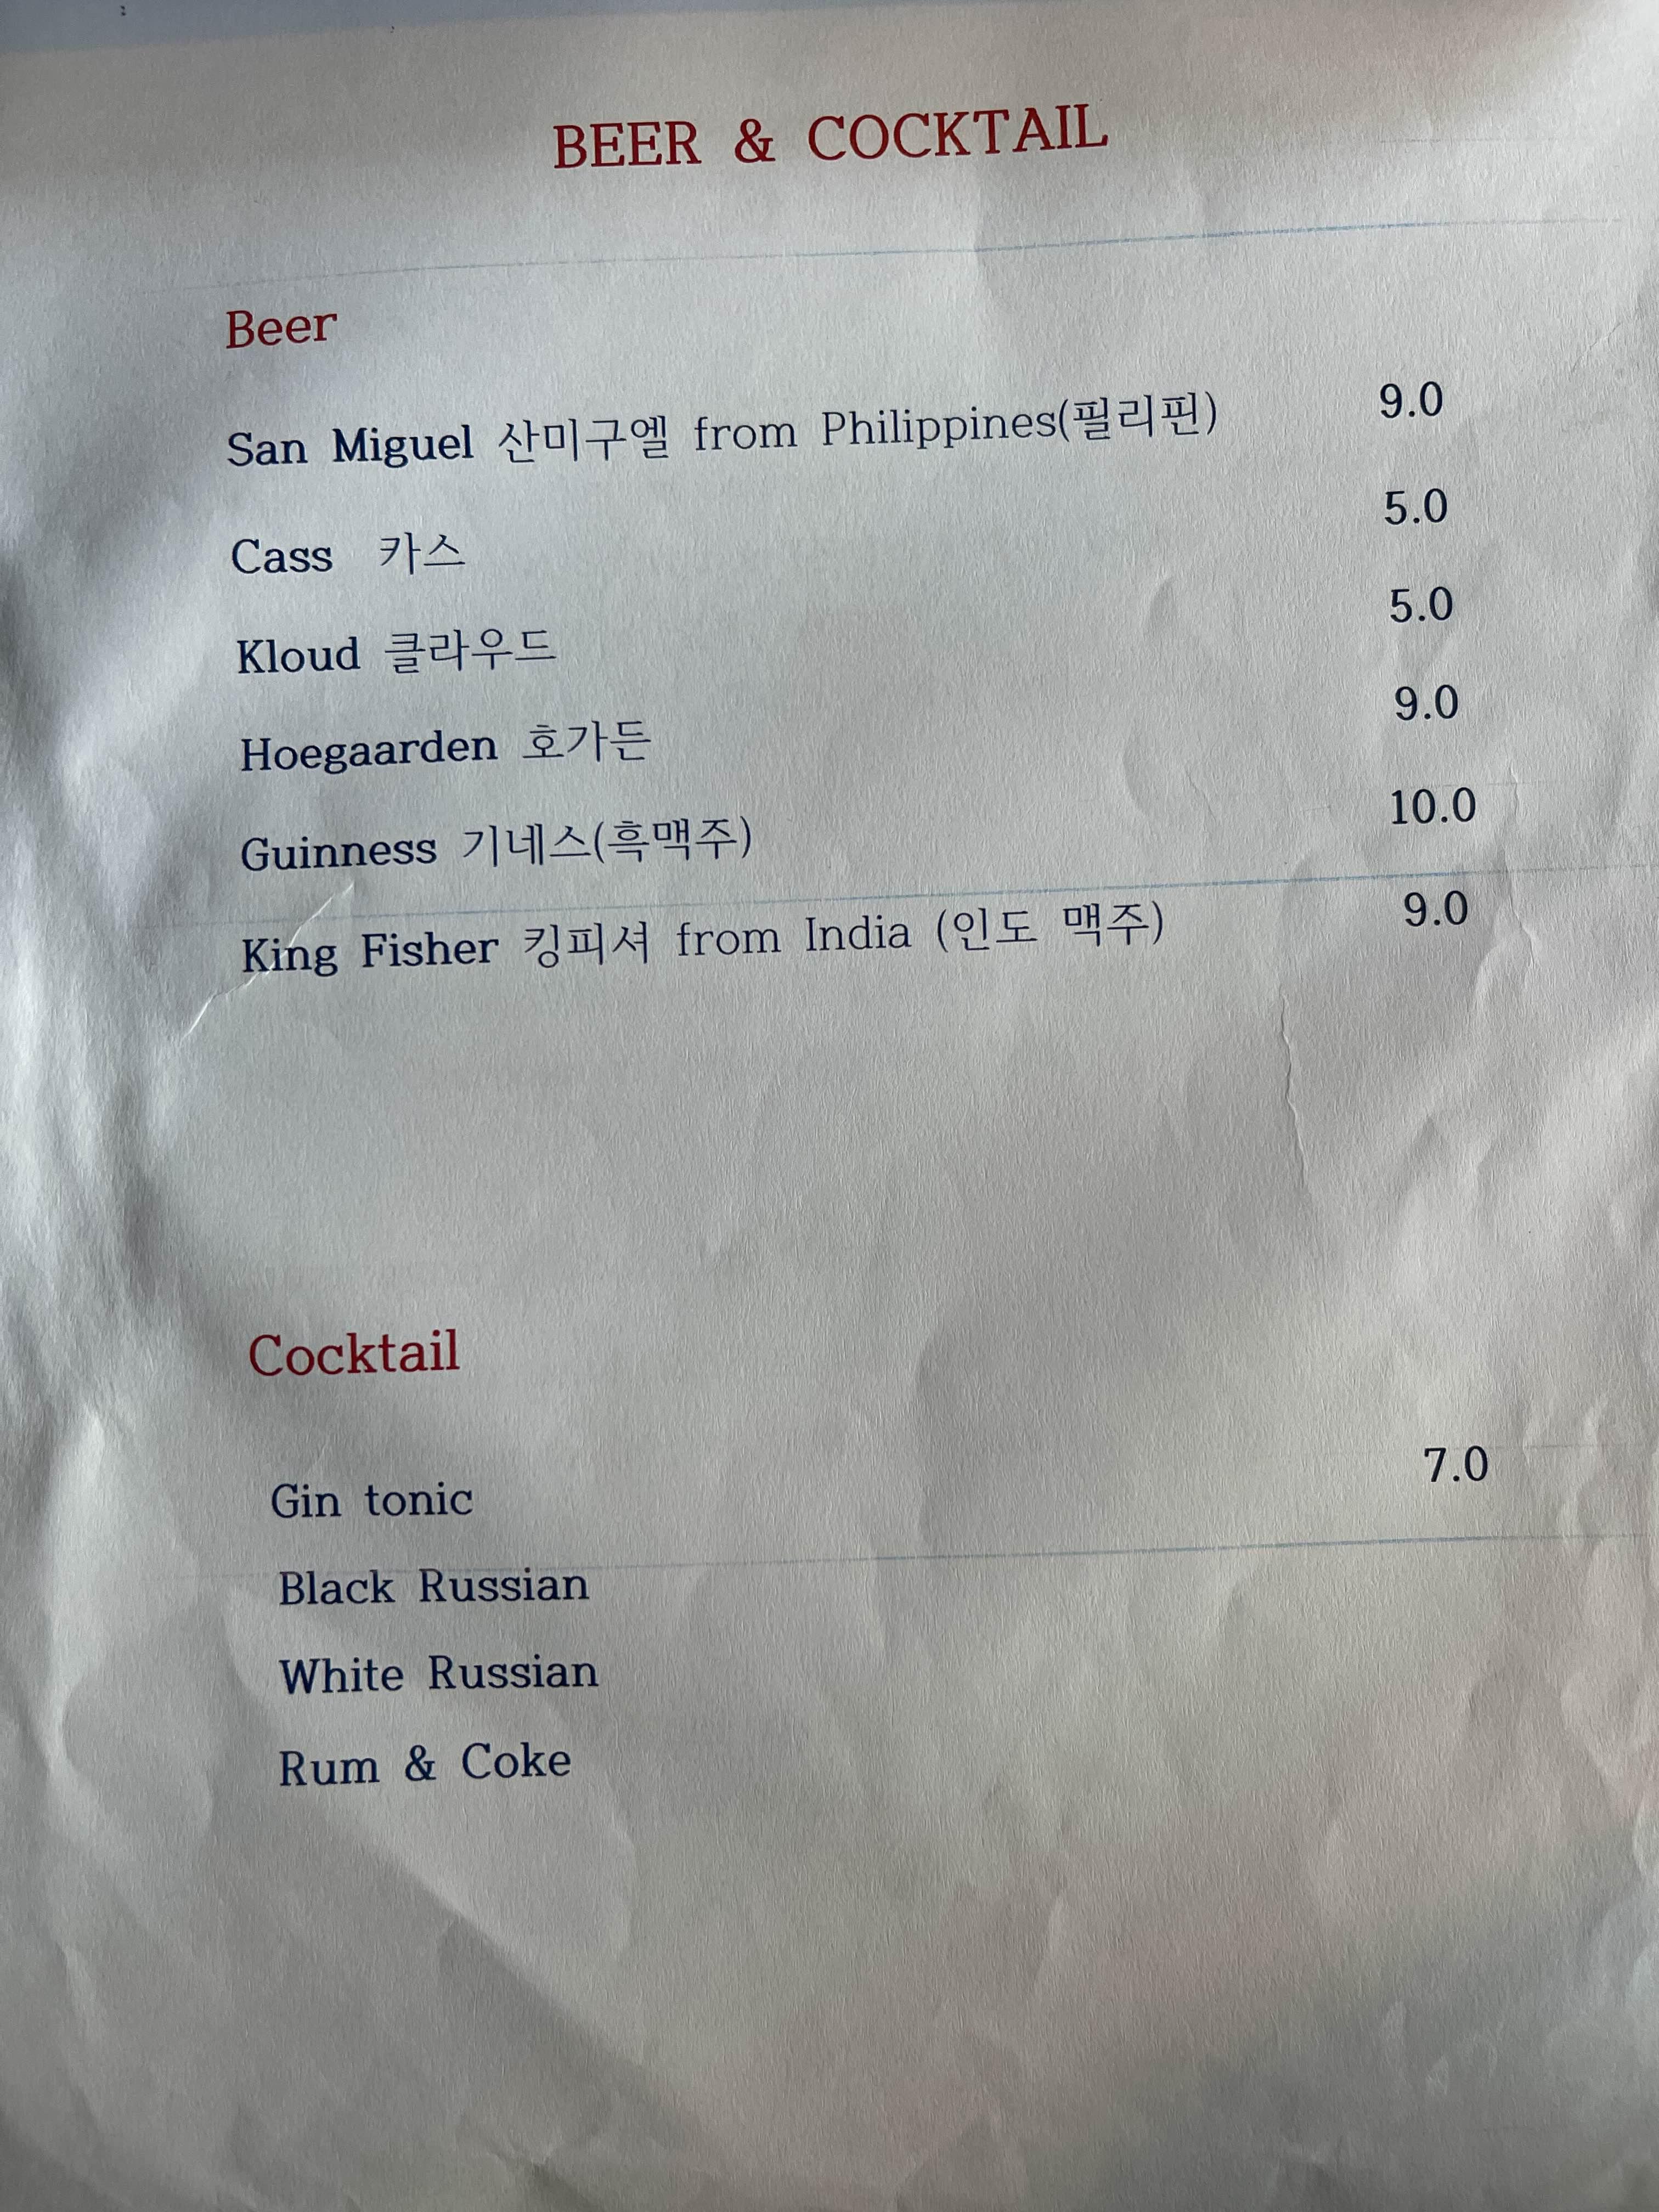 BEER & COCKTAIL
Beer
San Miguel 산미구엘 from Philippines(필리핀) 9.0
Cass 카스 5.0
Kloud 클라우드 5.0
Hoegaarden 호가든 9.0
Guinness 기네스(흑맥주) 10.0
King Fisher 킹피셔 from India (인도 맥주) 9.0
Cocktail
Gin tonic 7.0
Black Russian
White Russian
Rum & Coke